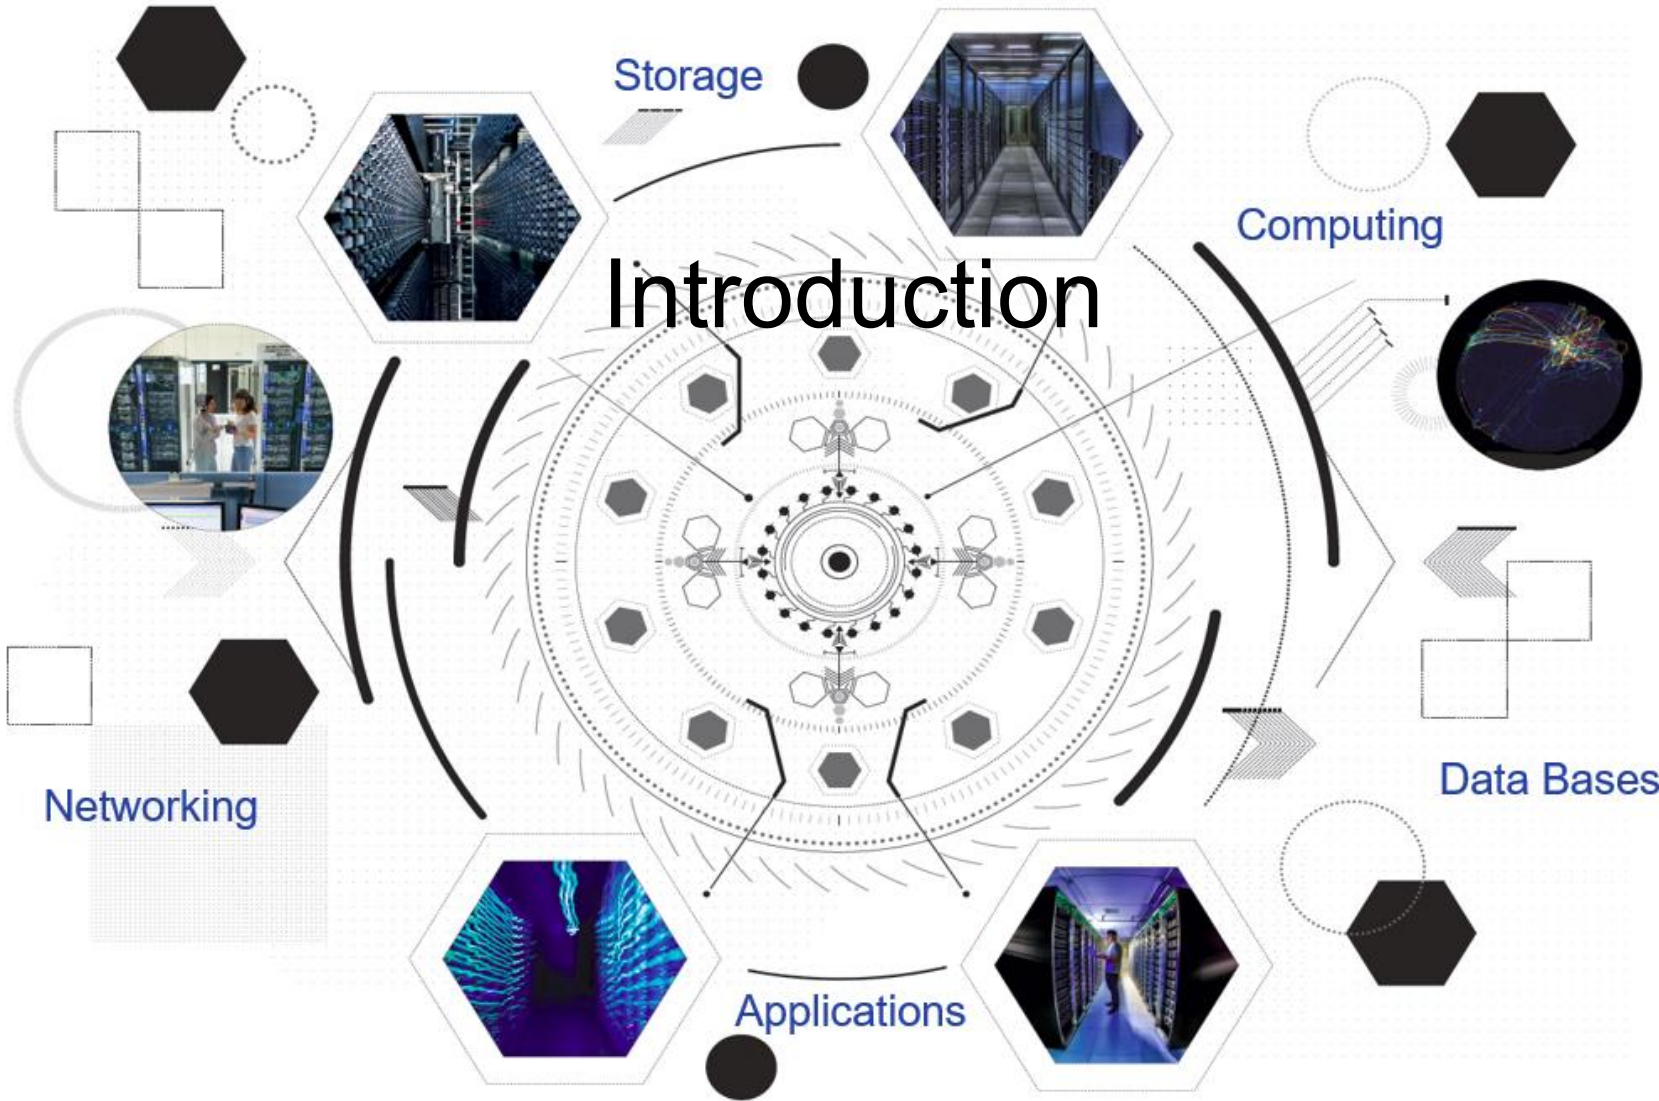 Storage
Computing
Introduction
Networking
Data Bases
Applications